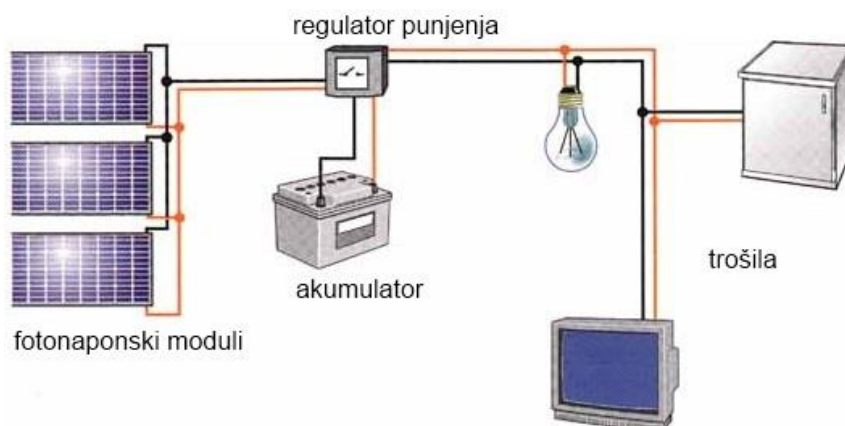 regulator punjenja
akumulator
trošila
fotonaponski moduli